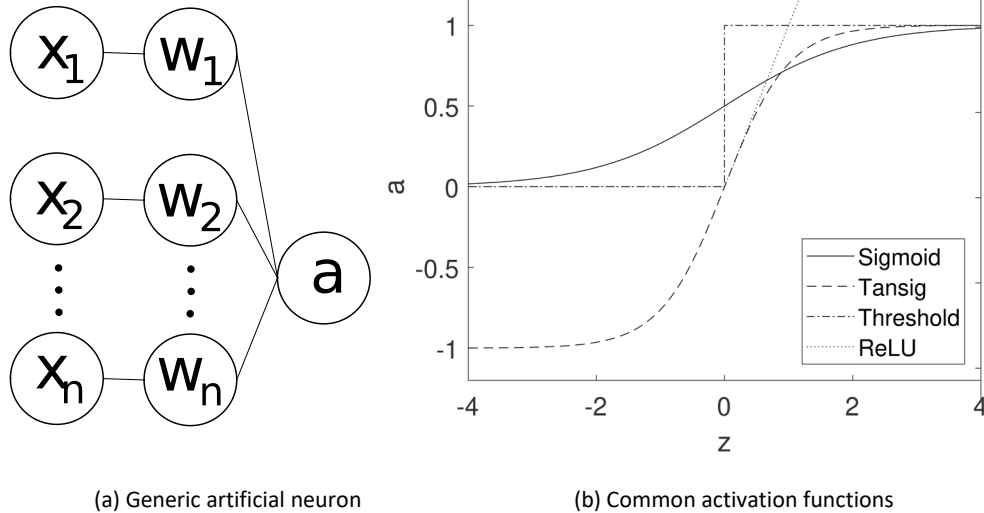 x1 w1
x2 w2
xn wn
a
1
0.5
0
-0.5
-1
a
-4 -2 0 2 4
z
Sigmoid
Tansig
Threshold
ReLU
(a) Generic artificial neuron
(b) Common activation functions